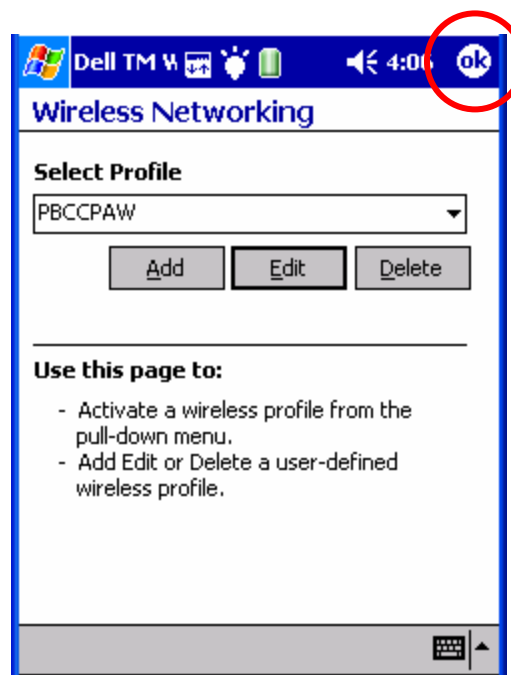 Dell TM W 4:06 ok
Wireless Networking
Select Profile
PBCCPAW
Add Edit Delete
Use this page to:
- Activate a wireless profile from the
pull-down menu.
- Add Edit or Delete a user-defined
wireless profile.